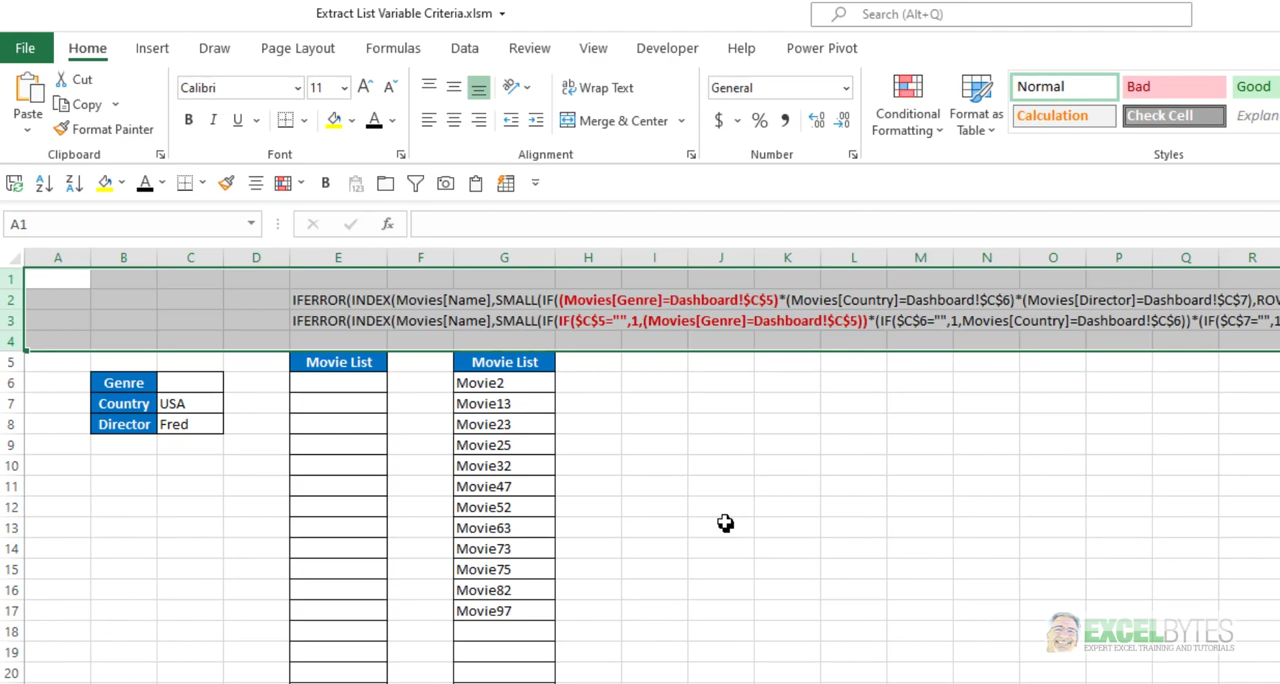 Extract List Variable Criteria.xlsm
Search (Alt+Q)
File Home Insert Draw Page Layout Formulas Data Review View Developer Help Power Pivot
Paste
Cut
Copy
Format Painter
Clipboard
Calibri 11
B I U
Font
Wrap Text
Merge & Center
Alignment
General
$ % 9
Number
Conditional Formatting
Format as Table
Normal Bad Good
Calculation Check Cell Explan
Styles
A1
fx
A B C D E F G H I J K L M N O P Q R
1
2 IFERROR(INDEX(Movies[Name],SMALL(IF((Movies[Genre]=Dashboard!$C$5)*(Movies[Country]=Dashboard!$C$6)*(Movies[Director]=Dashboard!$C$7),ROV
3 IFERROR(INDEX(Movies[Name],SMALL(IF(IF($C$5="",1,(Movies[Genre]=Dashboard!$C$5))*(IF($C$6="",1,Movies[Country]=Dashboard!$C$6))*(IF($C$7="",1
4
5 Movie List Movie List
6 Genre Movie2
7 Country USA Movie13
8 Director Fred Movie23
9 Movie25
10 Movie32
11 Movie47
12 Movie52
13 Movie63
14 Movie73
15 Movie75
16 Movie82
17 Movie97
18
19
20
EXCELBYTES
EXPERT EXCEL TRAINING AND TUTORIALS